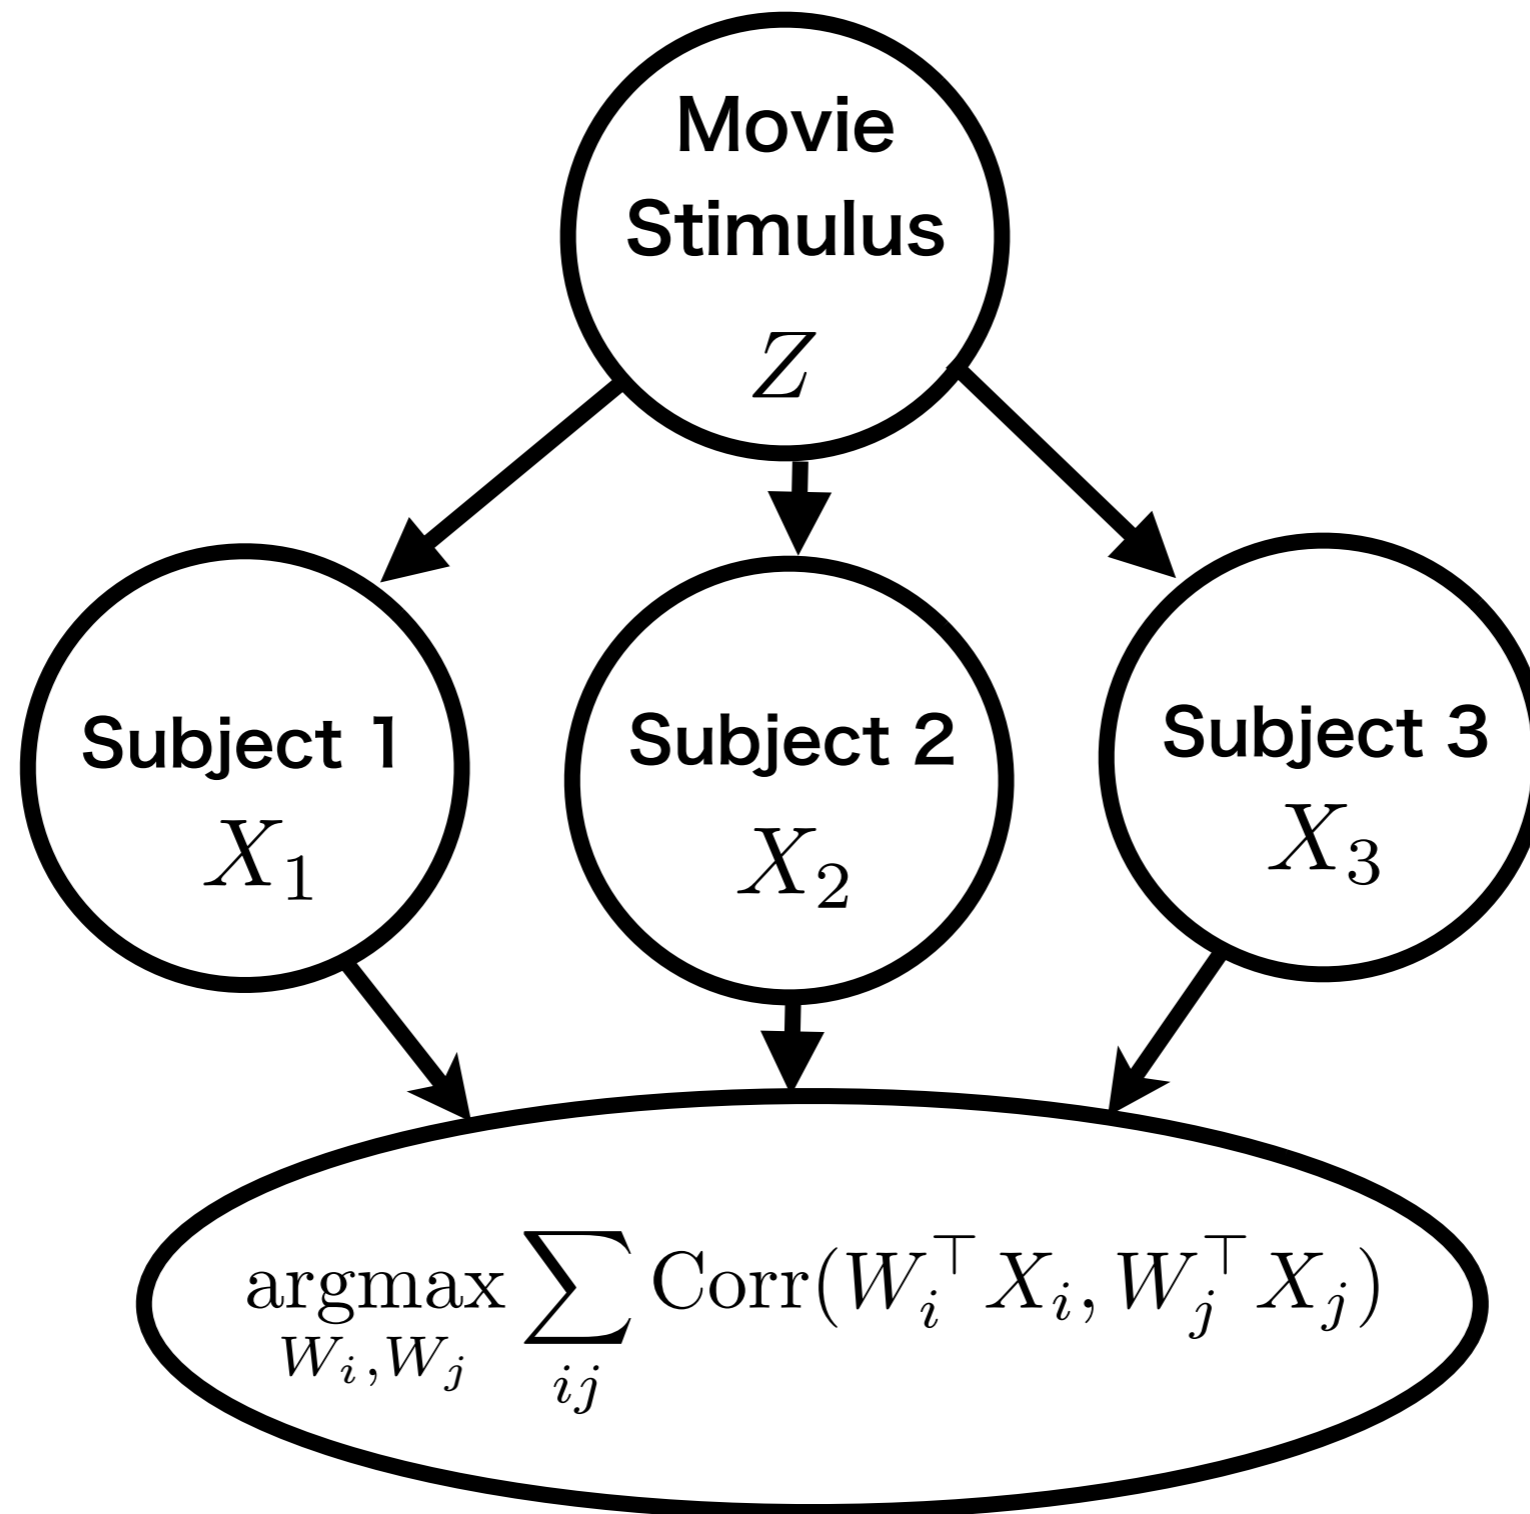 Movie
Stimulus
Z
Subject 1
X₁
Subject 2
X₂
Subject 3
X₃
argmax ∑ Corr(Wᵢ^⊤ Xᵢ, Wⱼ^⊤ Xⱼ)
Wᵢ,Wⱼ ij